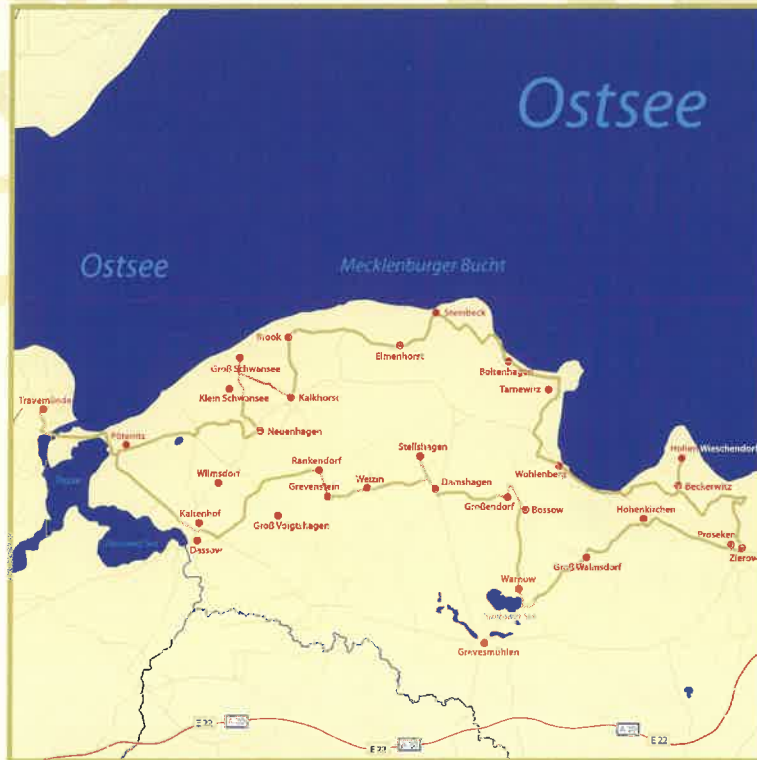 Ostsee
Ostsee
Mecklenburger Bucht
Steinbeck
Brook
Elmenhorst
Groß Schwansee
Boltenhagen
Klein Schwansee
Kalkhorst
Tarnewitz
Travemünde
Pötenitz
Neuenhagen
Stellshagen
Hohen Wieschendorf
Rankendorf
Wohlenberg
Wilmsdorf
Grevenstein
Welzin
Damshagen
Beckerwitz
Großendorf
Bossow
Hohenkirchen
Kaltenhof
Groß Voigtshagen
Dassow
Proseken
Zierow
Groß Walmsdorf
Warnow
Grevesmühlen
E 22
E 22
E 22